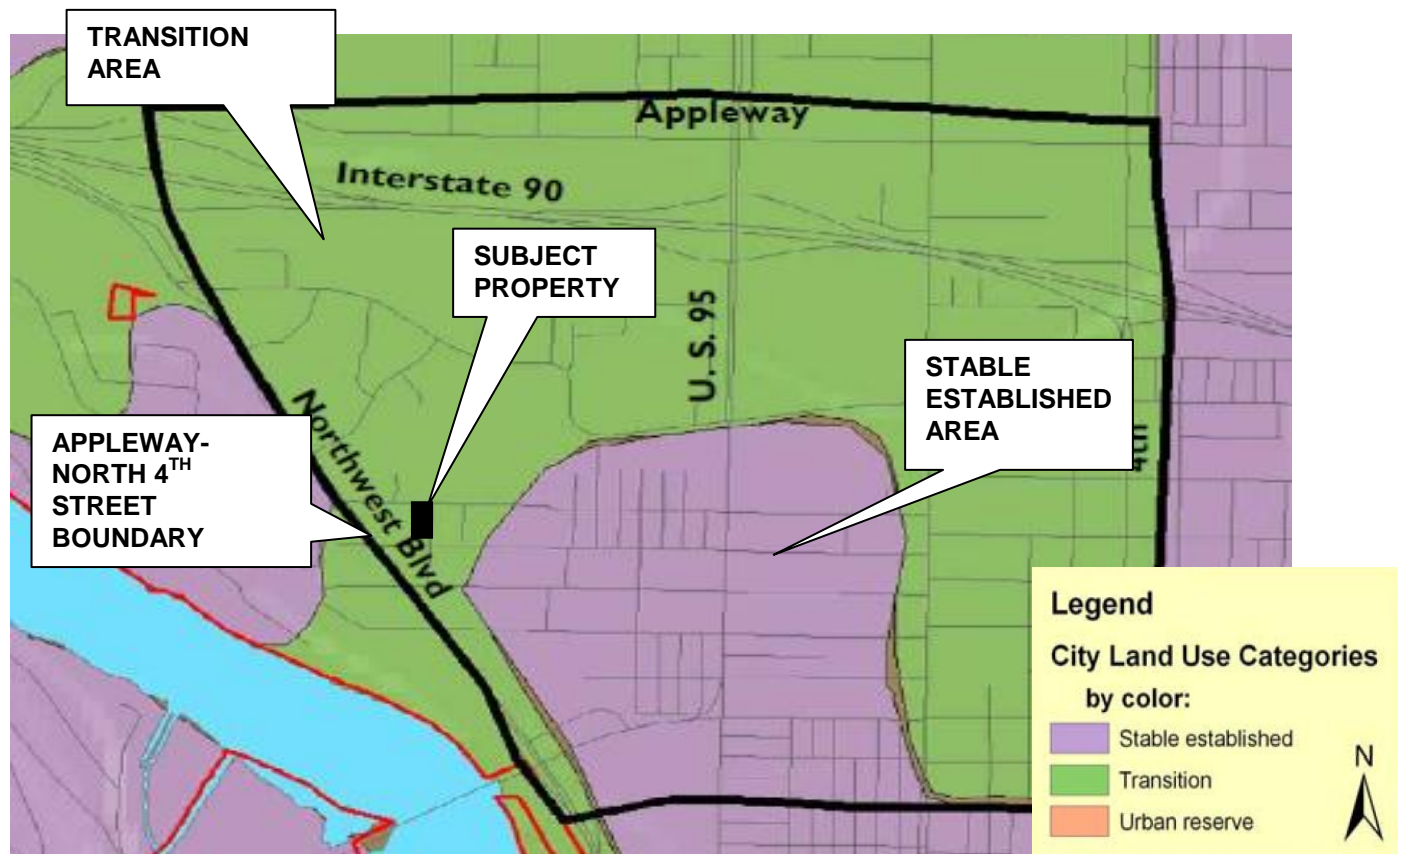 TRANSITION
AREA
Appleway
Interstate 90
SUBJECT
PROPERTY
U. S. 95
STABLE
ESTABLISHED
AREA
Northwest Blvd
APPLEWAY-
NORTH 4TH
STREET
BOUNDARY
4th
Legend
City Land Use Categories
by color:
Stable established
Transition
Urban reserve
N